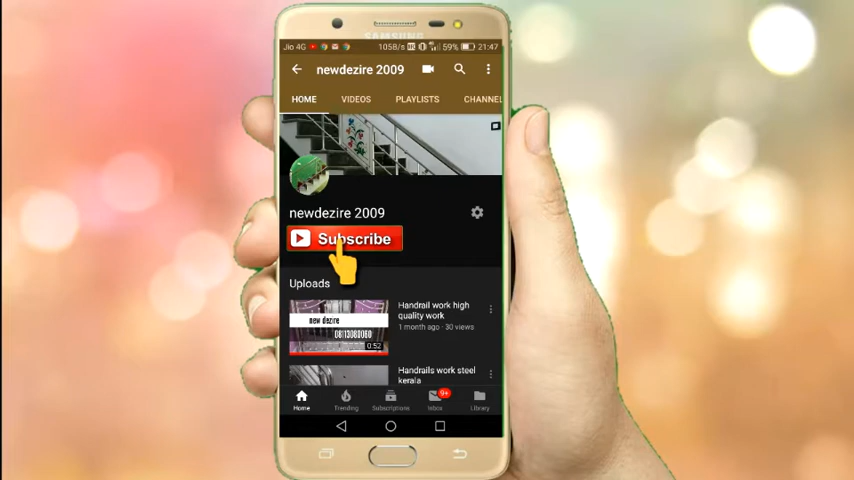 SAMSUNG
Jio 4G 1058/s 59% 21:47
newdezire 2009
HOME VIDEOS PLAYLISTS CHANNEL
newdezire 2009
Subscribe
Uploads
Handrail work high
quality work
1 month ago · 30 views
new dezire
0:52
Handrails work steel
kerala
9+
Home Trending Subscriptions Inbox Library